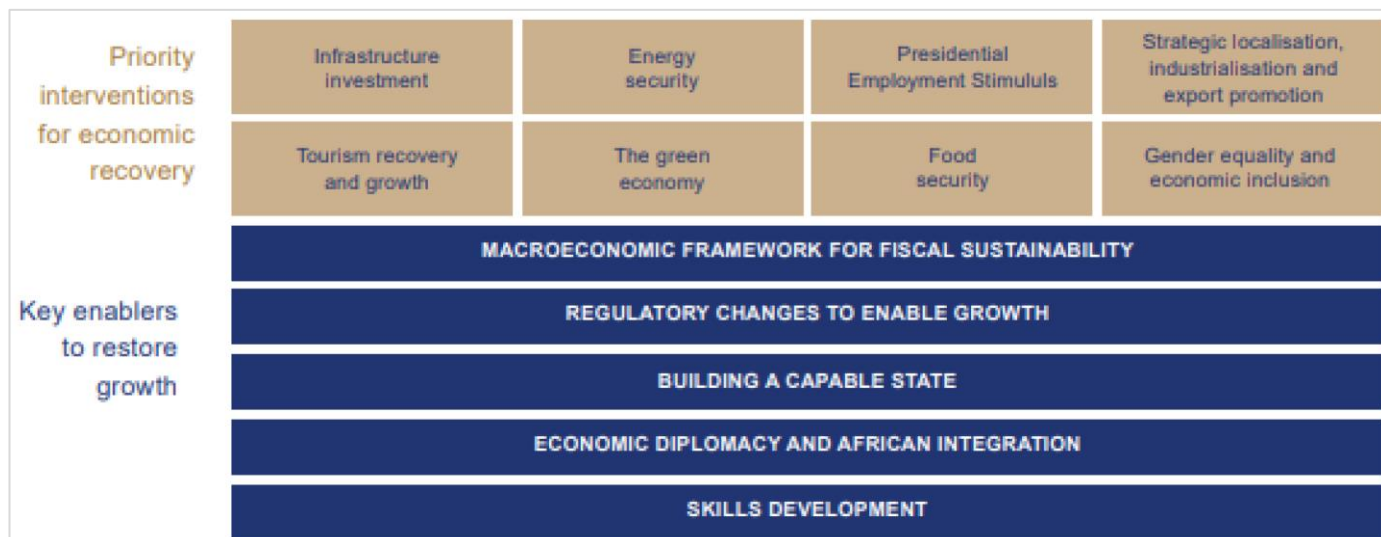 Priority
interventions
for economic
recovery
Infrastructure
investment
Energy
security
Presidential
Employment Stimululs
Strategic localisation,
industrialisation and
export promotion
Tourism recovery
and growth
The green
economy
Food
security
Gender equality and
economic inclusion
Key enablers
to restore
growth
MACROECONOMIC FRAMEWORK FOR FISCAL SUSTAINABILITY
REGULATORY CHANGES TO ENABLE GROWTH
BUILDING A CAPABLE STATE
ECONOMIC DIPLOMACY AND AFRICAN INTEGRATION
SKILLS DEVELOPMENT